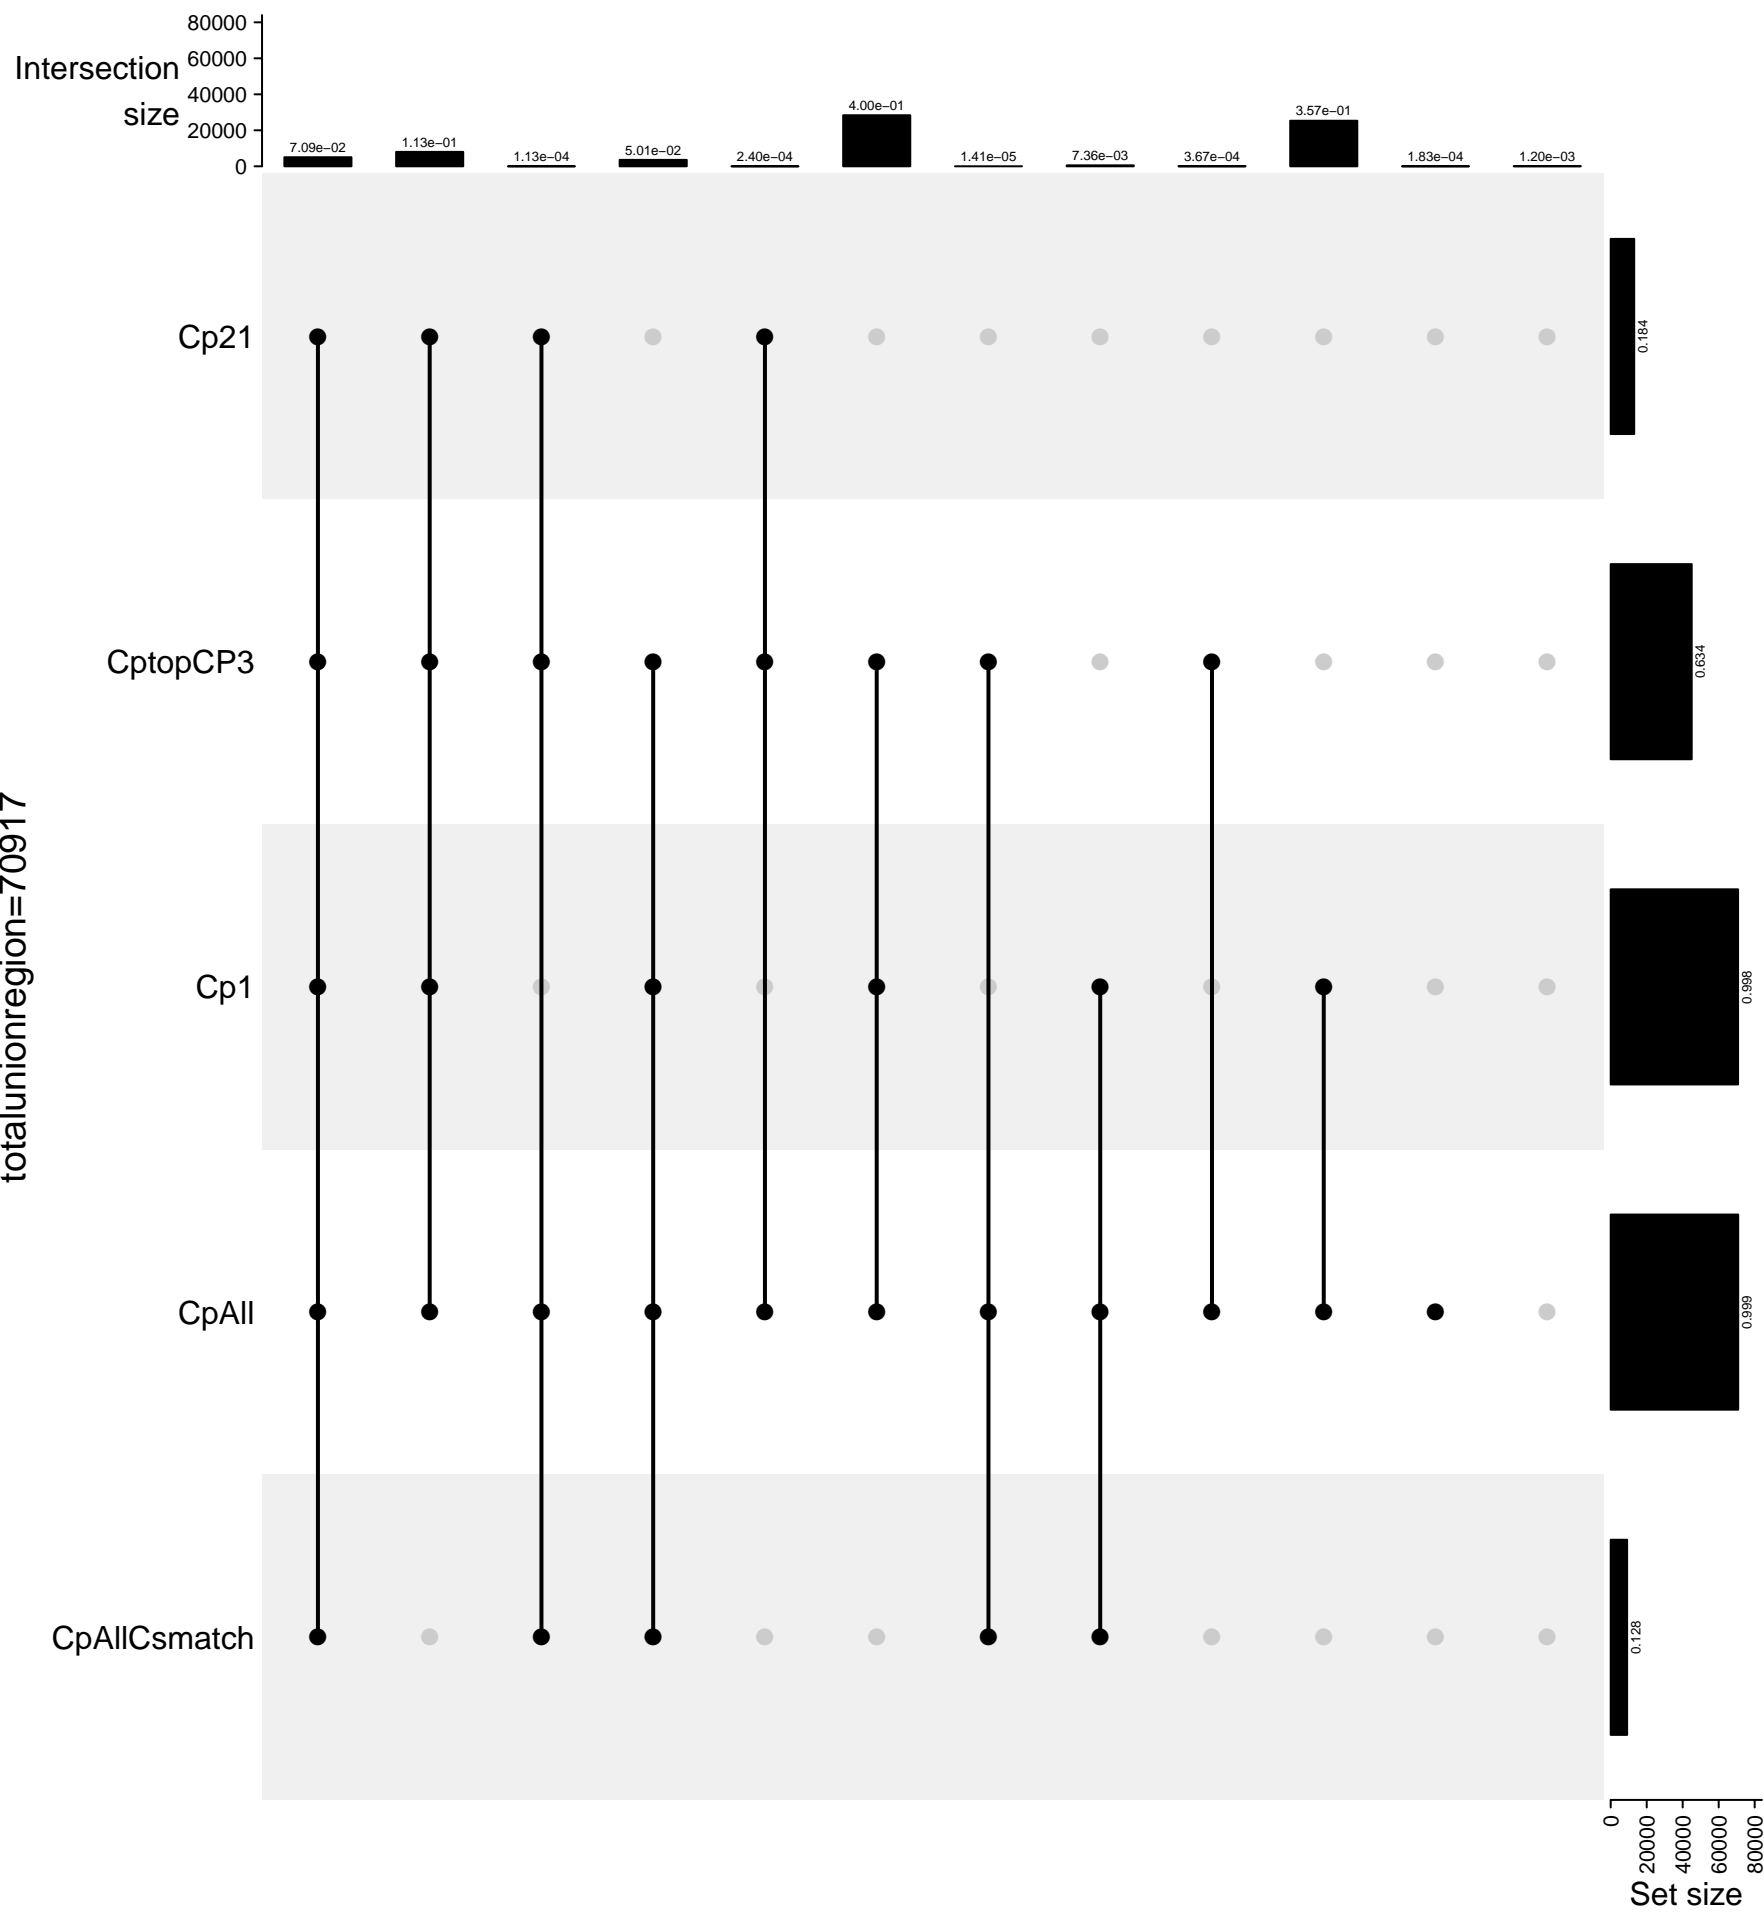 80000
60000
40000
20000
0
Intersection
size
7.09e−02
1.13e−01
1.13e−04
5.01e−02
2.40e−04
4.00e−01
1.41e−05
7.36e−03
3.67e−04
3.57e−01
1.83e−04
1.20e−03
Cp21
0.184
CptopCP3
0.634
totalunionregion=70917
Cp1
0.998
CpAll
0.999
CpAllCsmatch
0.128
0
20000
40000
60000
80000
Set size